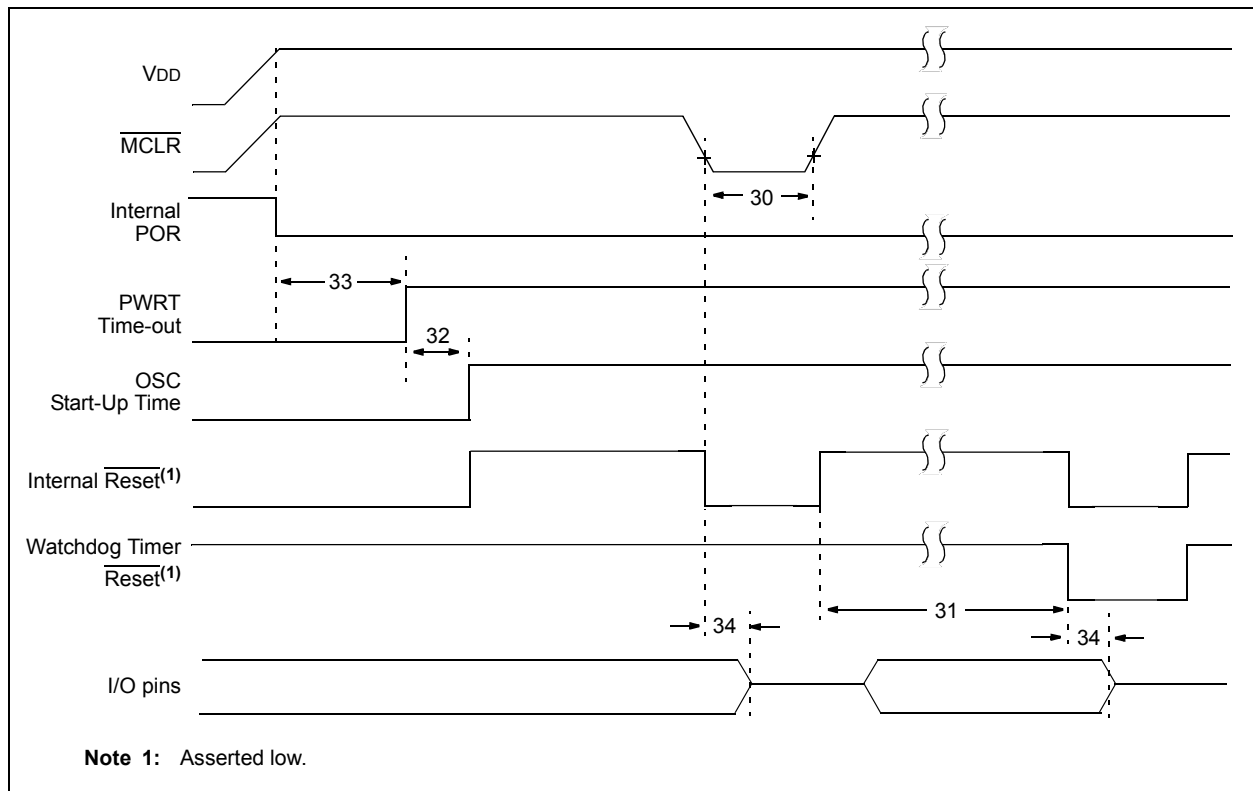 VDD
MCLR
30
Internal
POR
33
PWRT
Time-out
32
OSC
Start-Up Time
Internal Reset(1)
Watchdog Timer
Reset(1)
31
34
34
I/O pins
Note 1: Asserted low.